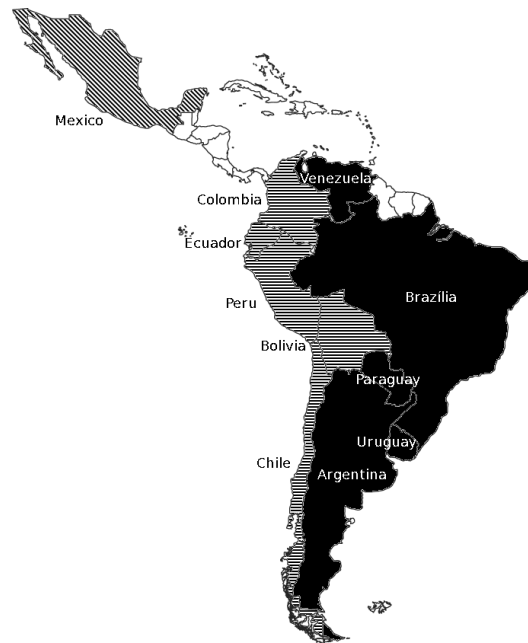 Mexico
Venezuela
Colombia
Ecuador
Peru
Brazília
Bolivia
Paraguay
Uruguay
Chile
Argentina